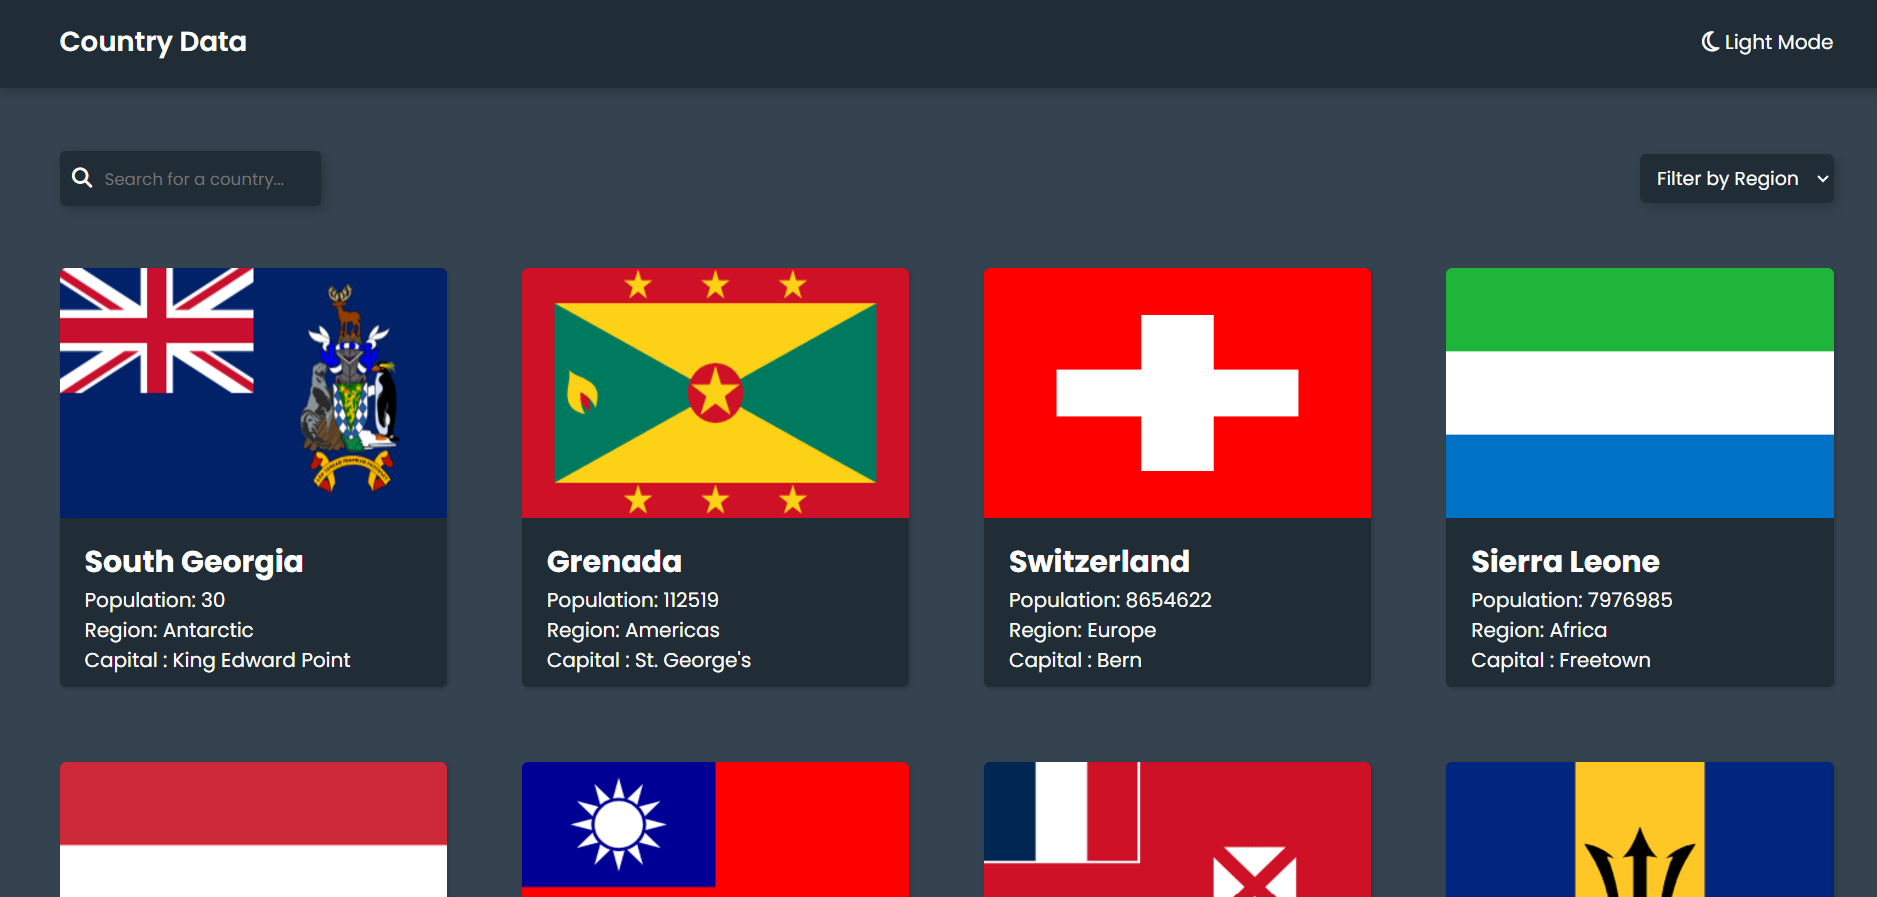 Country Data
Light Mode
Search for a country...
Filter by Region
South Georgia
Population: 30
Region: Antarctic
Capital : King Edward Point
Grenada
Population: 112519
Region: Americas
Capital : St. George's
Switzerland
Population: 8654622
Region: Europe
Capital : Bern
Sierra Leone
Population: 7976985
Region: Africa
Capital : Freetown